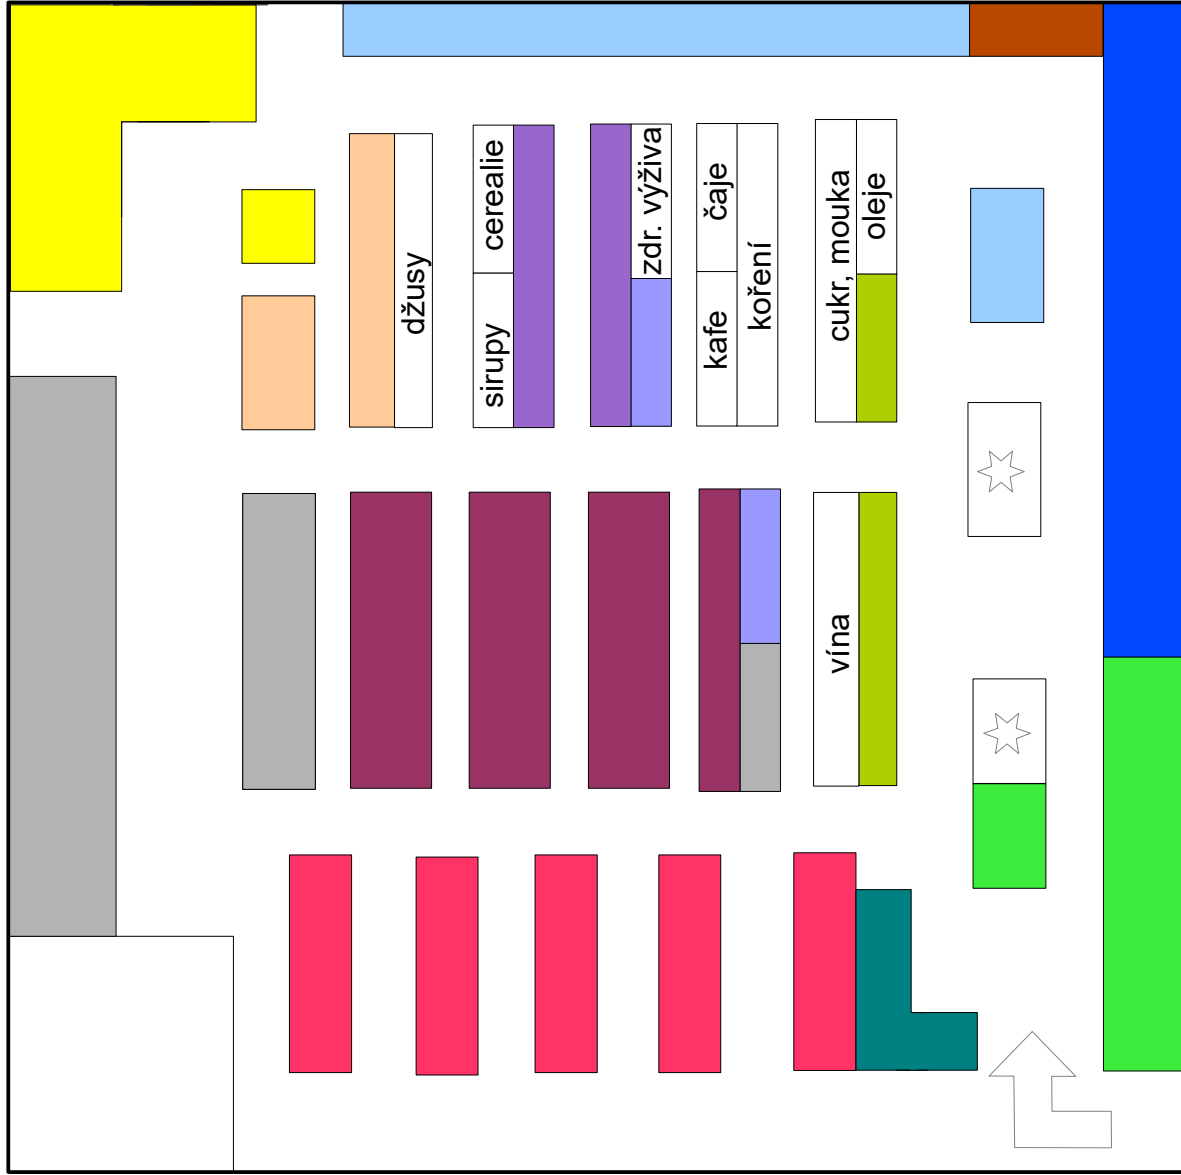 džusy
cerealie
sirupy
zdr. výživa
čaje
kafe
koření
cukr, mouka
oleje
vína